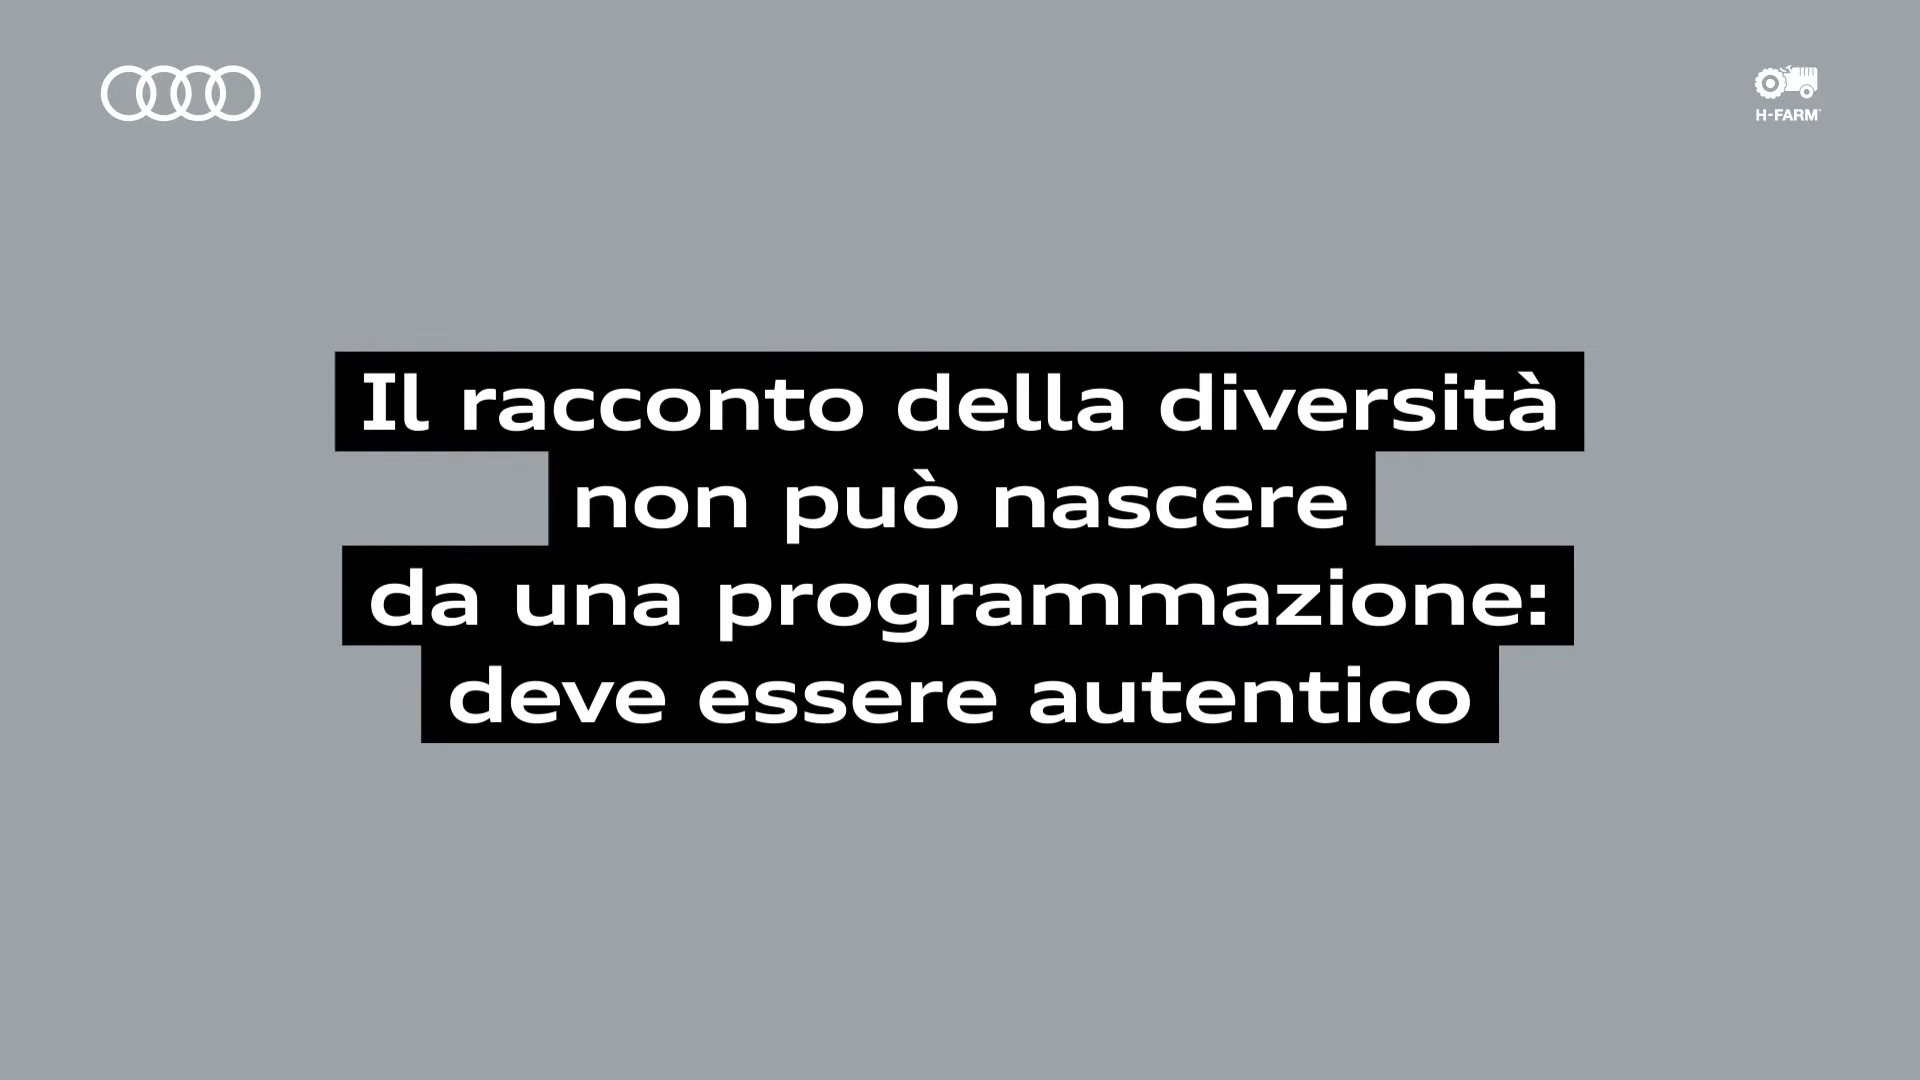 H-FARM
Il racconto della diversità
non può nascere
da una programmazione:
deve essere autentico